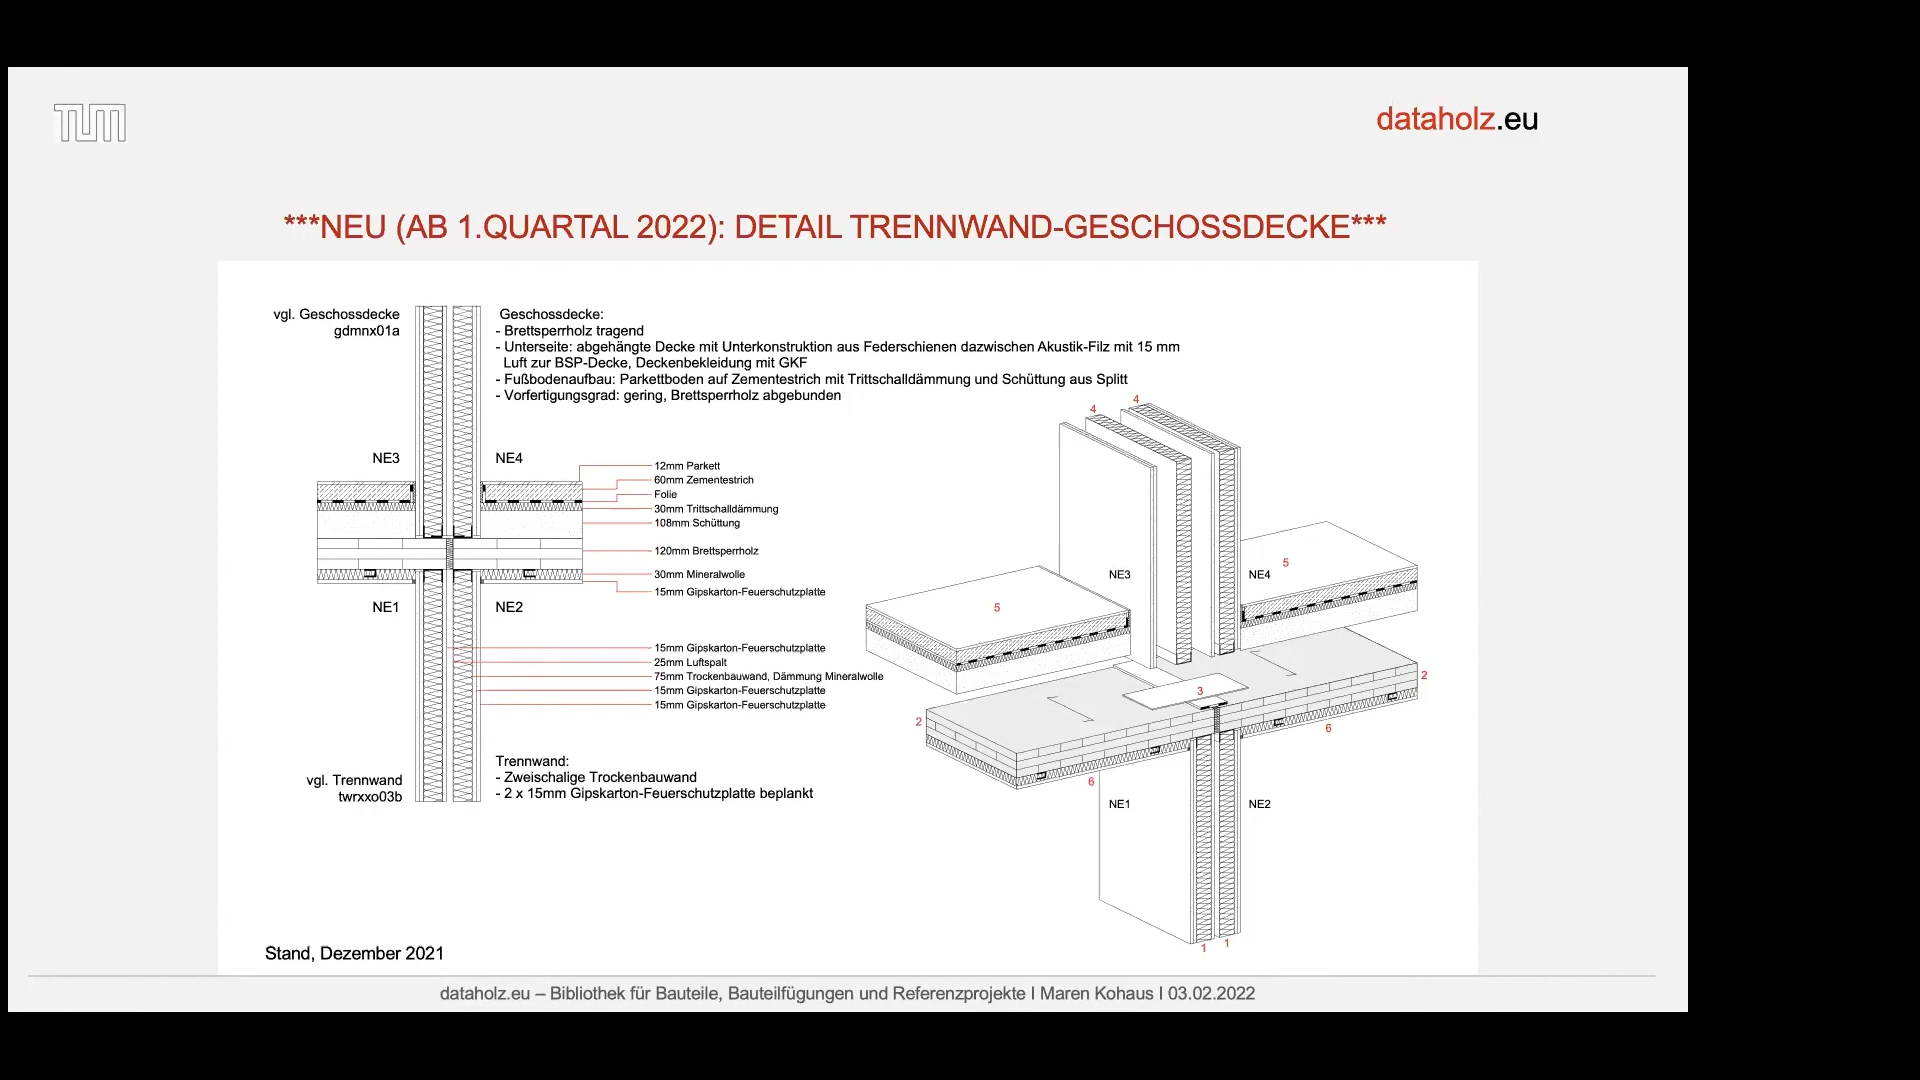 TUM
dataholz.eu
***NEU (AB 1.QUARTAL 2022): DETAIL TRENNWAND-GESCHOSSDECKE***
vgl. Geschossdecke
gdmnx01a
Geschossdecke:
- Brettsperrholz tragend
- Unterseite: abgehängte Decke mit Unterkonstruktion aus Federschienen dazwischen Akustik-Filz mit 15 mm
Luft zur BSP-Decke, Deckenbekleidung mit GKF
- Fußbodenaufbau: Parkettboden auf Zementestrich mit Trittschalldämmung und Schüttung aus Splitt
- Vorfertigungsgrad: gering, Brettsperrholz abgebunden
NE3
NE4
12mm Parkett
60mm Zementestrich
Folie
30mm Trittschalldämmung
108mm Schüttung
120mm Brettsperrholz
30mm Mineralwolle
15mm Gipskarton-Feuerschutzplatte
NE1
NE2
15mm Gipskarton-Feuerschutzplatte
25mm Luftspalt
75mm Trockenbauwand, Dämmung Mineralwolle
15mm Gipskarton-Feuerschutzplatte
15mm Gipskarton-Feuerschutzplatte
vgl. Trennwand
twrxxo03b
Trennwand:
- Zweischalige Trockenbauwand
- 2 x 15mm Gipskarton-Feuerschutzplatte beplankt
4
4
NE3
NE4
5
5
3
2
2
6
6
NE1
NE2
1
1
Stand, Dezember 2021
dataholz.eu – Bibliothek für Bauteile, Bauteilfügungen und Referenzprojekte I Maren Kohaus I 03.02.2022